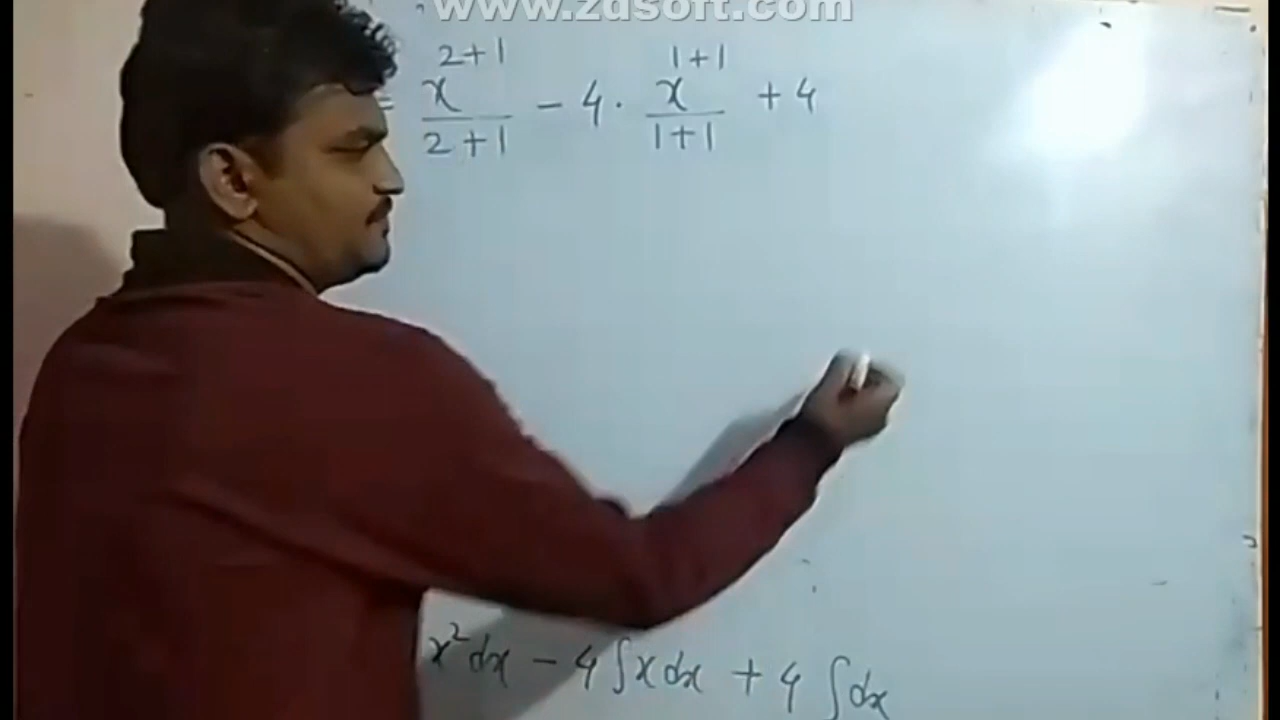 www.zdsoft.com
= x^{2+1}/(2+1) - 4 · x^{1+1}/(1+1) + 4
x² dx - 4 ∫x dx + 4 ∫dx